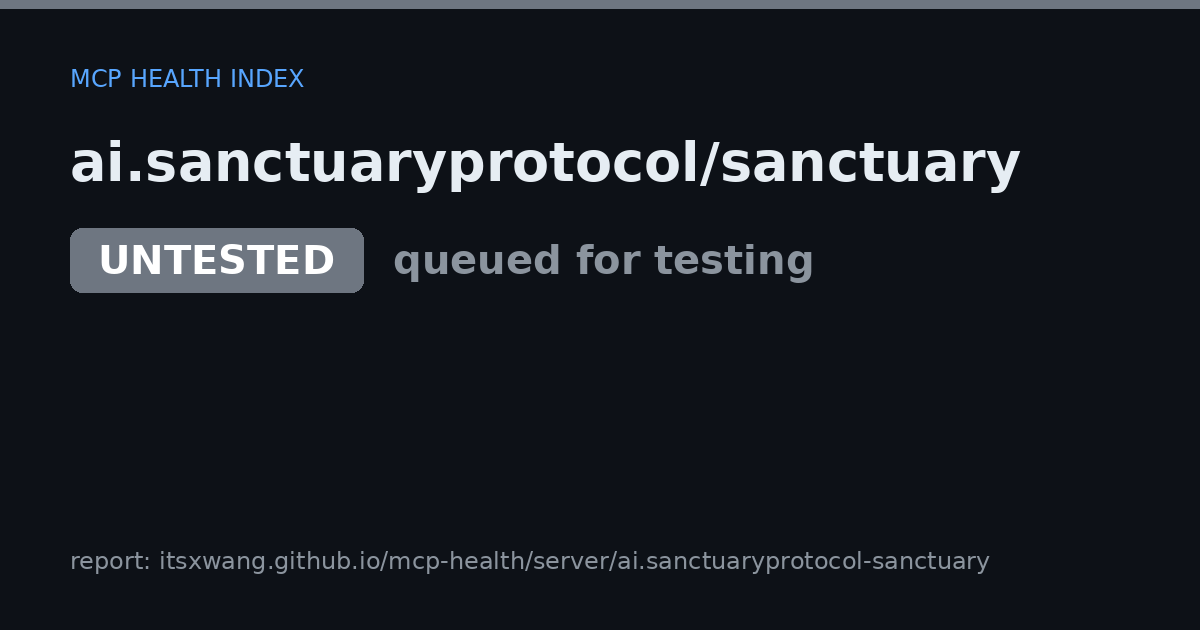 MCP HEALTH INDEX
ai.sanctuaryprotocol/sanctuary
UNTESTED queued for testing
report: itsxwang.github.io/mcp-health/server/ai.sanctuaryprotocol-sanctuary